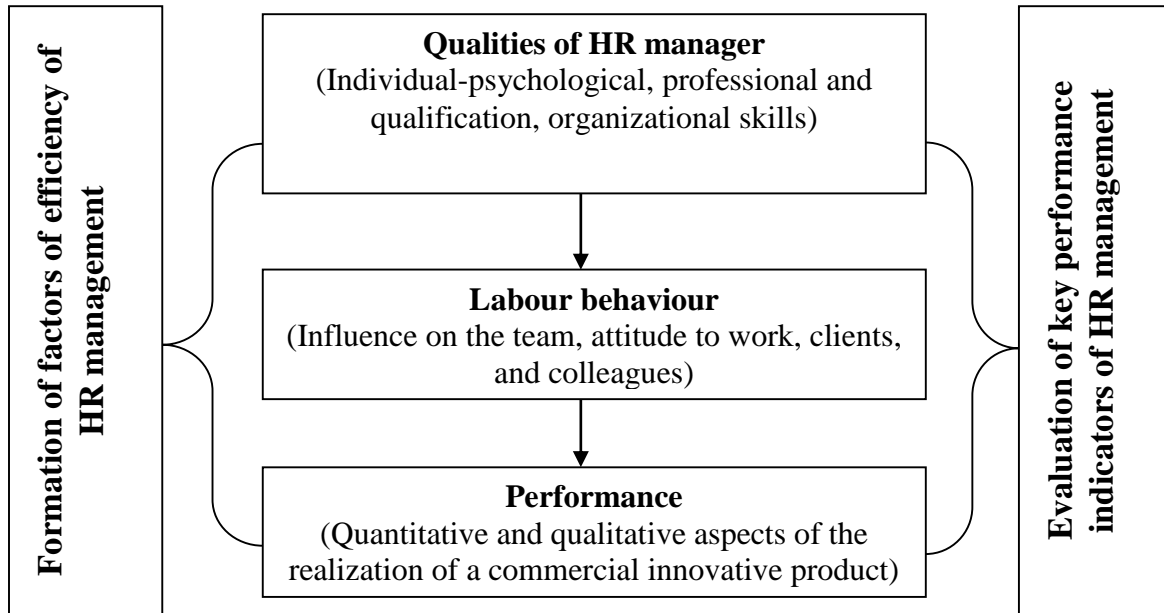 Formation of factors of efficiency of
HR management
Qualities of HR manager
(Individual-psychological, professional and
qualification, organizational skills)
Labour behaviour
(Influence on the team, attitude to work, clients,
and colleagues)
Performance
(Quantitative and qualitative aspects of the
realization of a commercial innovative product)
Evaluation of key performance
indicators of HR management